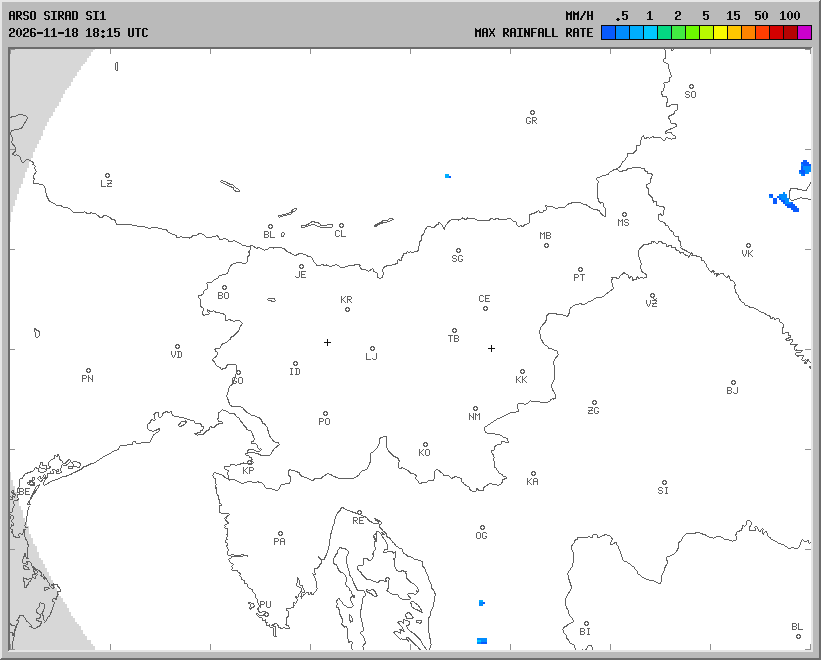 ARSO SIRAD SI1
MM/H .5 1 2 5 15 50 100
2026-11-18 18:15 UTC
MAX RAINFALL RATE
SO
GR
LZ
MS
BL
CL
MB
VK
SG
JE
PT
BO
KR
CE
VZ
TB
VD
LJ
ID
PN
GO
KK
BJ
ZG
NM
PO
KO
KP
KA
BE
SI
RE
PA
OG
PU
BI
BL